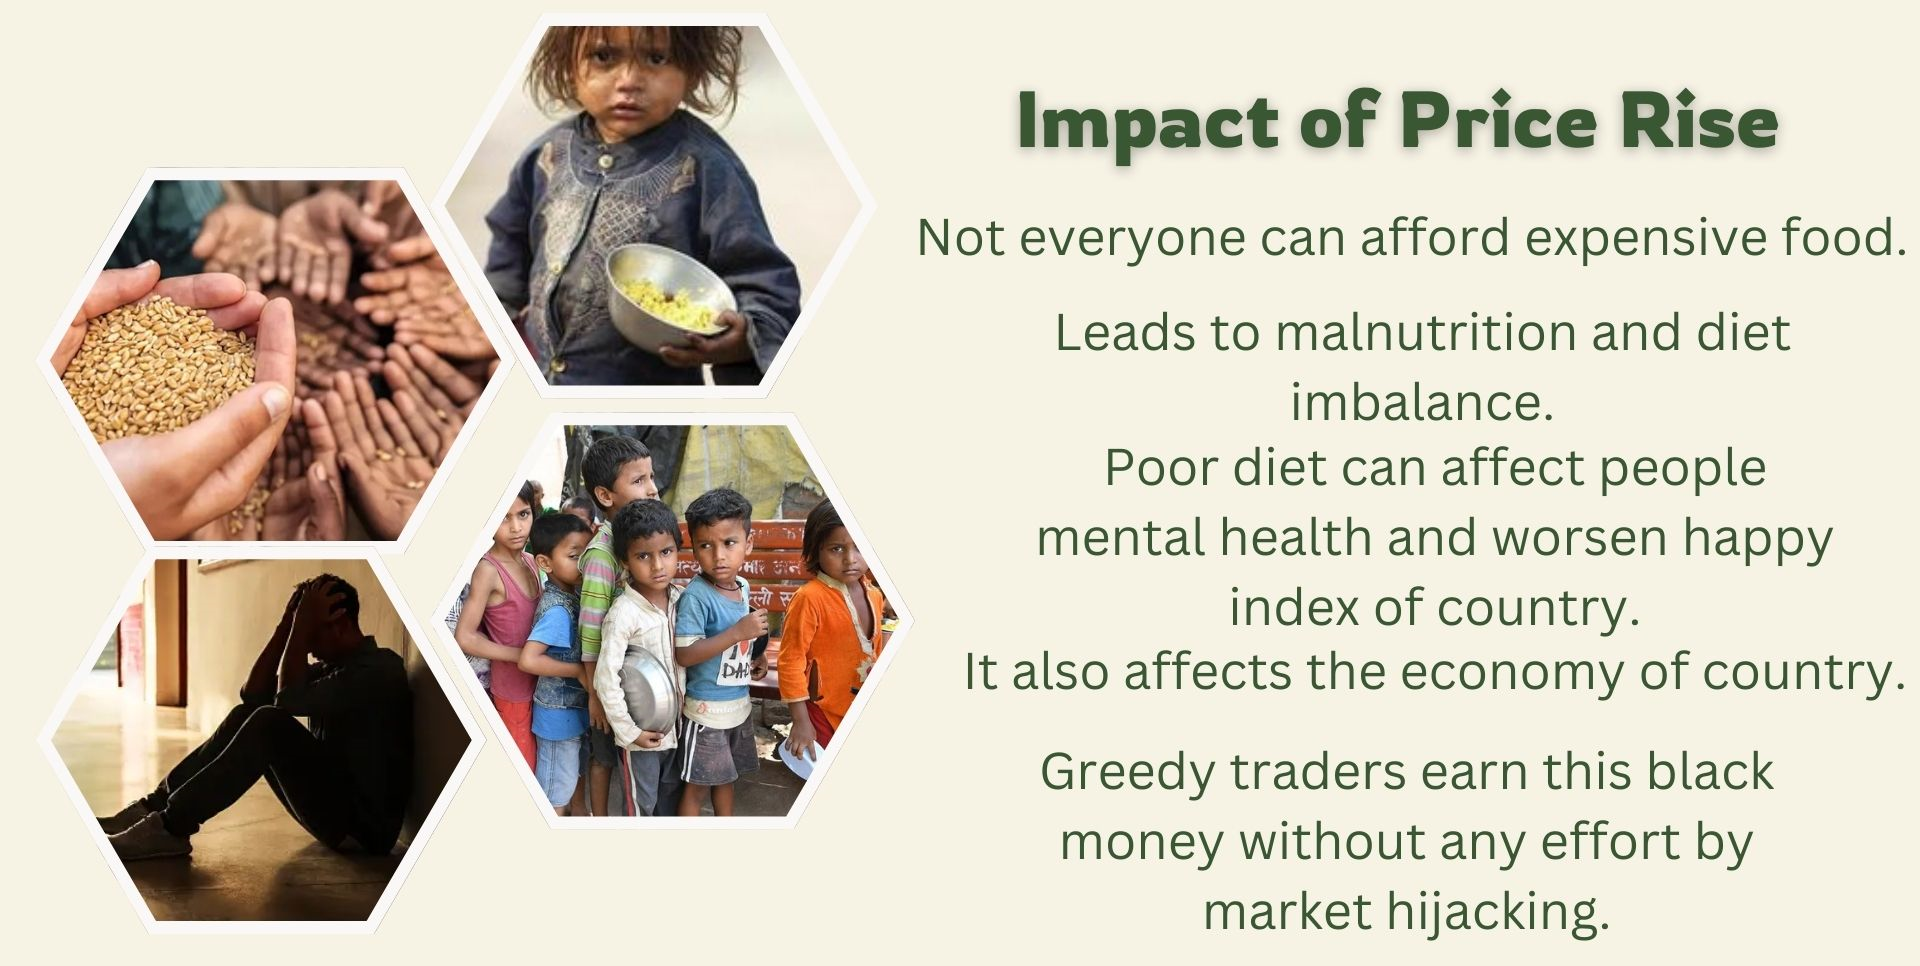 Impact of Price Rise
Not everyone can afford expensive food.
Leads to malnutrition and diet
imbalance.
Poor diet can affect people
mental health and worsen happy
index of country.
It also affects the economy of country.
Greedy traders earn this black
money without any effort by
market hijacking.
I
DAD